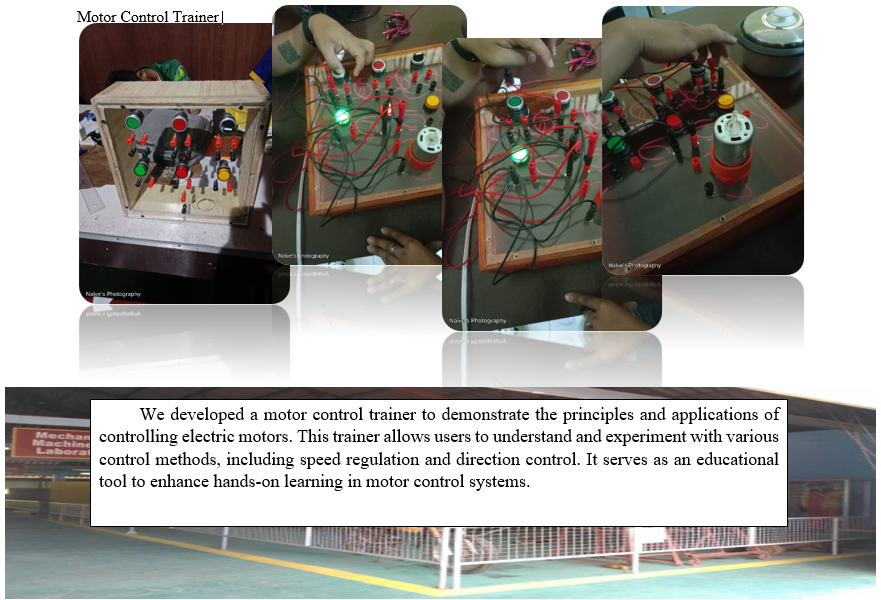 Motor Control Trainer
Naive's Photography
Naive's Photography
Naive's Photography
Naive's Photography
We developed a motor control trainer to demonstrate the principles and applications of
controlling electric motors. This trainer allows users to understand and experiment with various
control methods, including speed regulation and direction control. It serves as an educational
tool to enhance hands-on learning in motor control systems.
Mechan
Machine
Labora